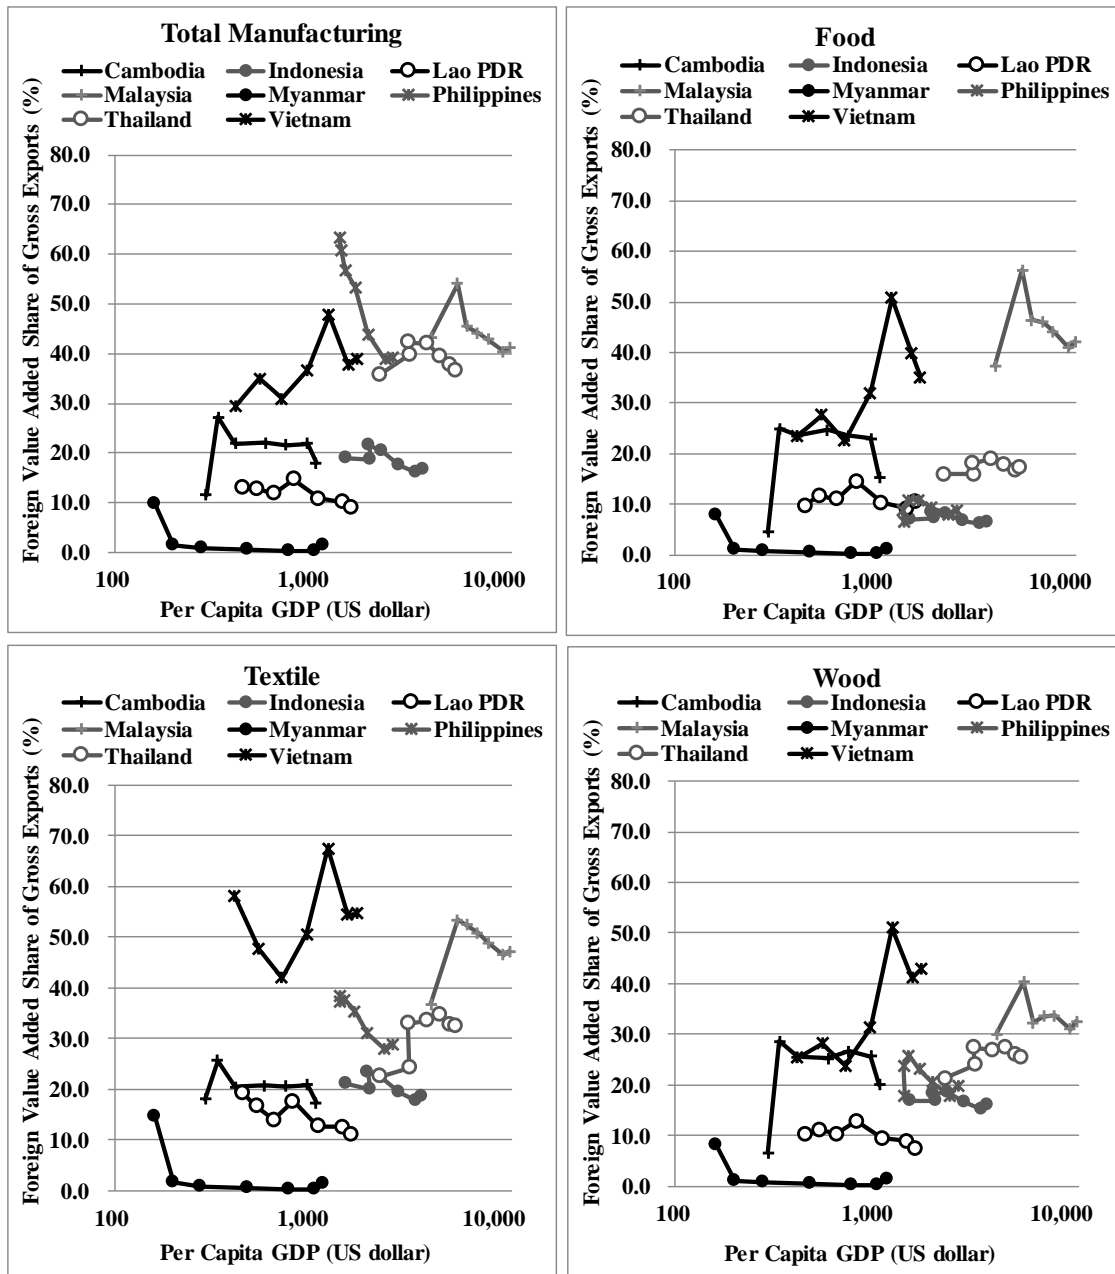 Total Manufacturing
Cambodia Indonesia Lao PDR
Malaysia Myanmar Philippines
Thailand Vietnam
Foreign Value Added Share of Gross Exports (%)
80.0
70.0
60.0
50.0
40.0
30.0
20.0
10.0
0.0
100 1,000 10,000
Per Capita GDP (US dollar)
Food
Cambodia Indonesia Lao PDR
Malaysia Myanmar Philippines
Thailand Vietnam
Foreign Value Added Share of Gross Exports (%)
80.0
70.0
60.0
50.0
40.0
30.0
20.0
10.0
0.0
100 1,000 10,000
Per Capita GDP (US dollar)
Textile
Cambodia Indonesia Lao PDR
Malaysia Myanmar Philippines
Thailand Vietnam
Foreign Value Added Share of Gross Exports (%)
80.0
70.0
60.0
50.0
40.0
30.0
20.0
10.0
0.0
100 1,000 10,000
Per Capita GDP (US dollar)
Wood
Cambodia Indonesia Lao PDR
Malaysia Myanmar Philippines
Thailand Vietnam
Foreign Value Added Share of Gross Exports (%)
80.0
70.0
60.0
50.0
40.0
30.0
20.0
10.0
0.0
100 1,000 10,000
Per Capita GDP (US dollar)